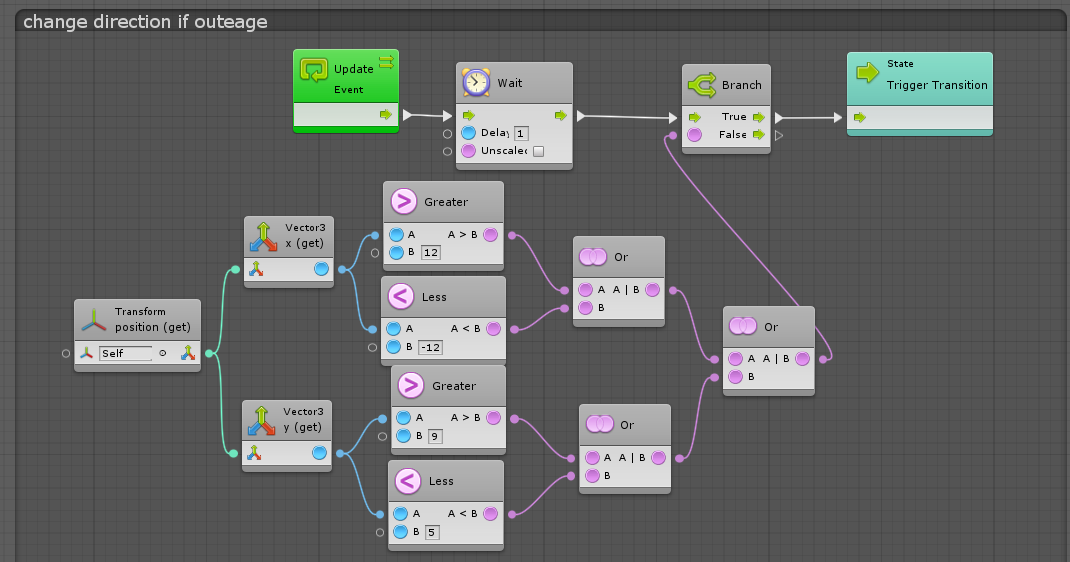 change direction if outeage
Update
Event
Wait
Delay 1
Unscaled
Branch
True
False
State
Trigger Transition
Greater
A A > B
B 12
Vector3
x (get)
Less
A A < B
B -12
Or
A A | B
B
Transform
position (get)
Self
Or
A A | B
B
Vector3
y (get)
Greater
A A > B
B 9
Or
A A | B
B
Less
A A < B
B 5